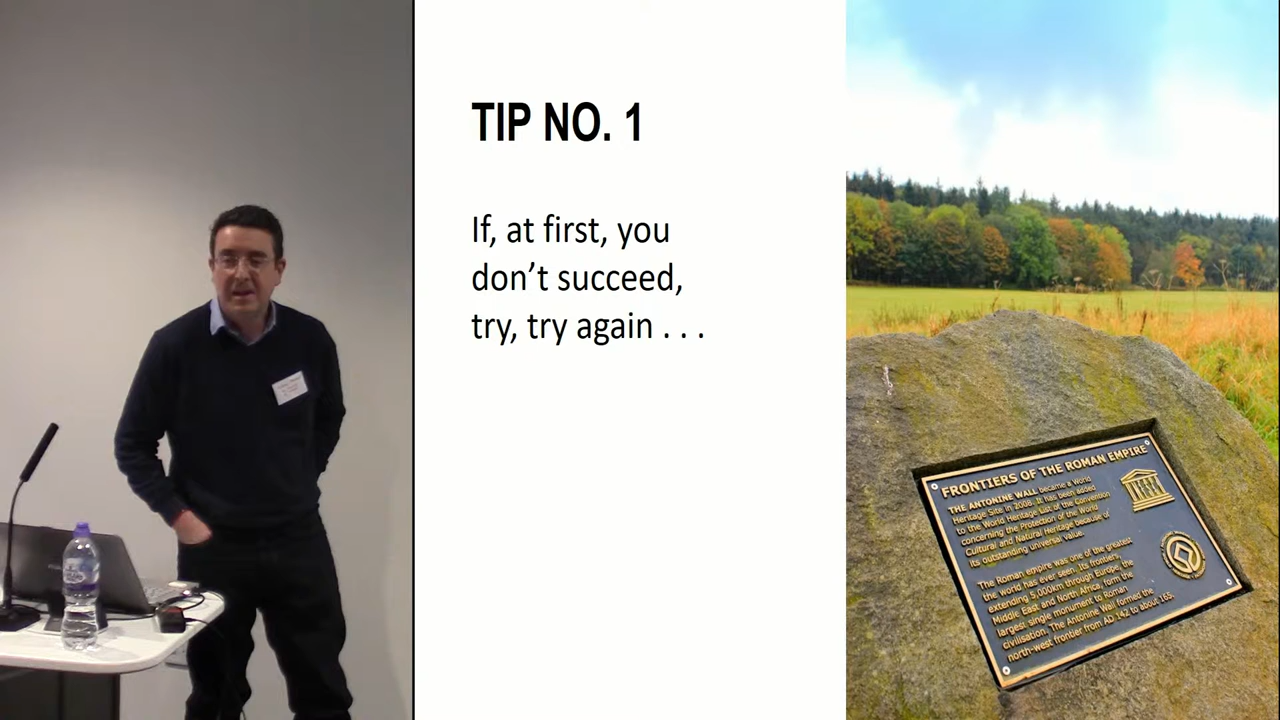 TIP NO. 1
If, at first, you
don’t succeed,
try, try again . . .
FRONTIERS OF THE ROMAN EMPIRE
THE ANTONINE WALL became a World
Heritage Site in 2008. It has been added
to the World Heritage List of the Convention
concerning the Protection of the World
Cultural and Natural Heritage because of
its outstanding universal value.
The Roman empire was one of the greatest
the world has ever seen. Its frontiers,
extending 5,000km through Europe, the
Middle East and North Africa, form the
largest single monument to Roman
civilisation. The Antonine Wall formed the
north-west frontier from AD 142 to about 165.